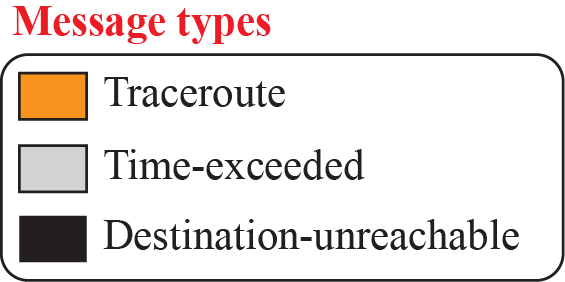 Message types
Traceroute
Time-exceeded
Destination-unreachable